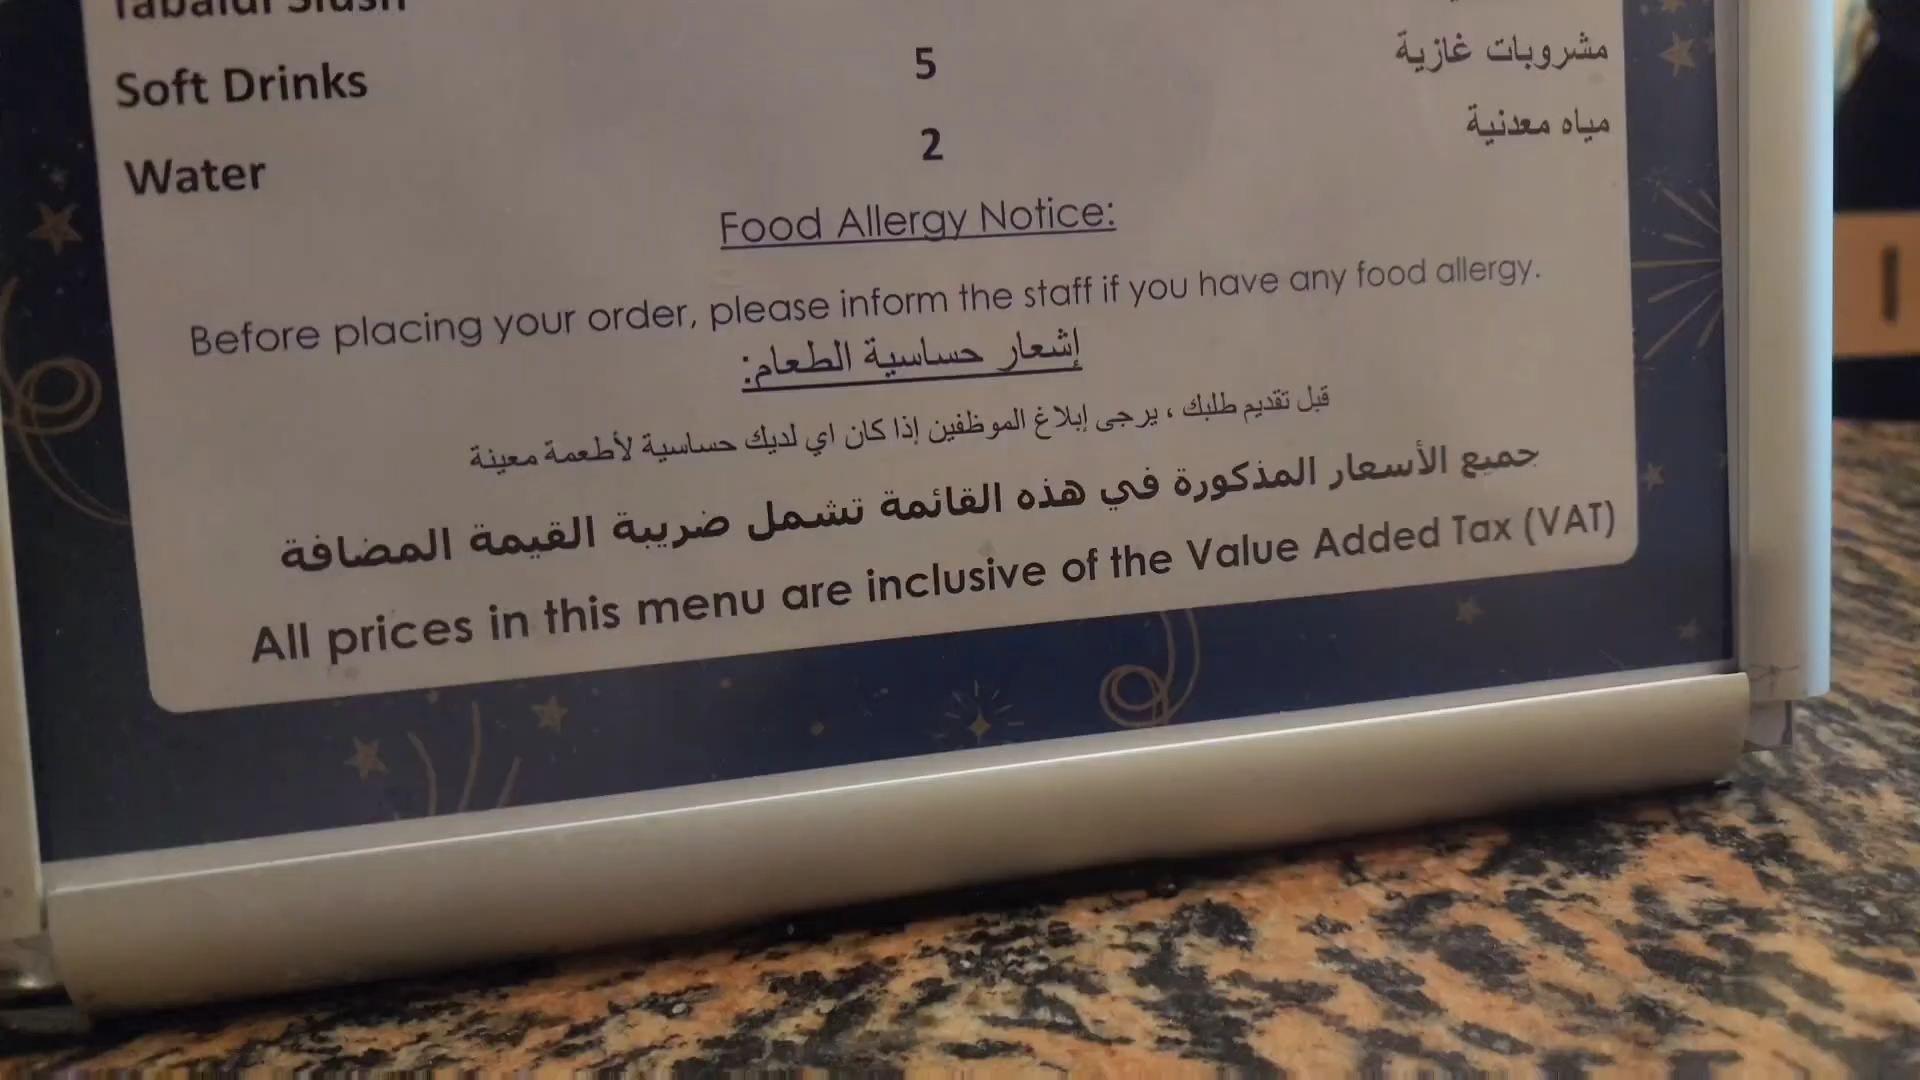 Tabaldi Slush
Soft Drinks 5 مشروبات غازية
Water 2 مياه معدنية
Food Allergy Notice:
Before placing your order, please inform the staff if you have any food allergy.
إشعار حساسية الطعام:
قبل تقديم طلبك ، يرجى إبلاغ الموظفين إذا كان اي لديك حساسية لأطعمة معينة
جميع الأسعار المذكورة في هذه القائمة تشمل ضريبة القيمة المضافة
All prices in this menu are inclusive of the Value Added Tax (VAT)